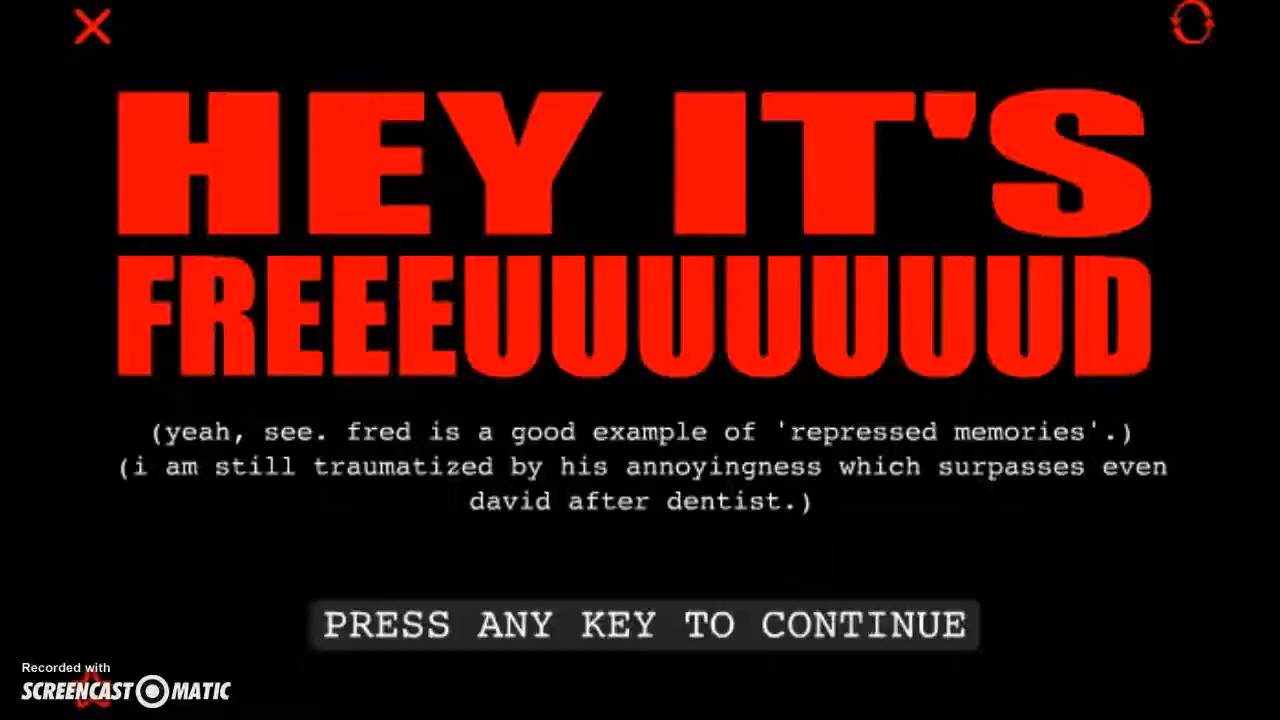 HEY IT'S
FREEEUUUUUUUD
(yeah, see. fred is a good example of 'repressed memories'.)
(i am still traumatized by his annoyingness which surpasses even
david after dentist.)
PRESS ANY KEY TO CONTINUE
Recorded with
SCREENCAST MATIC